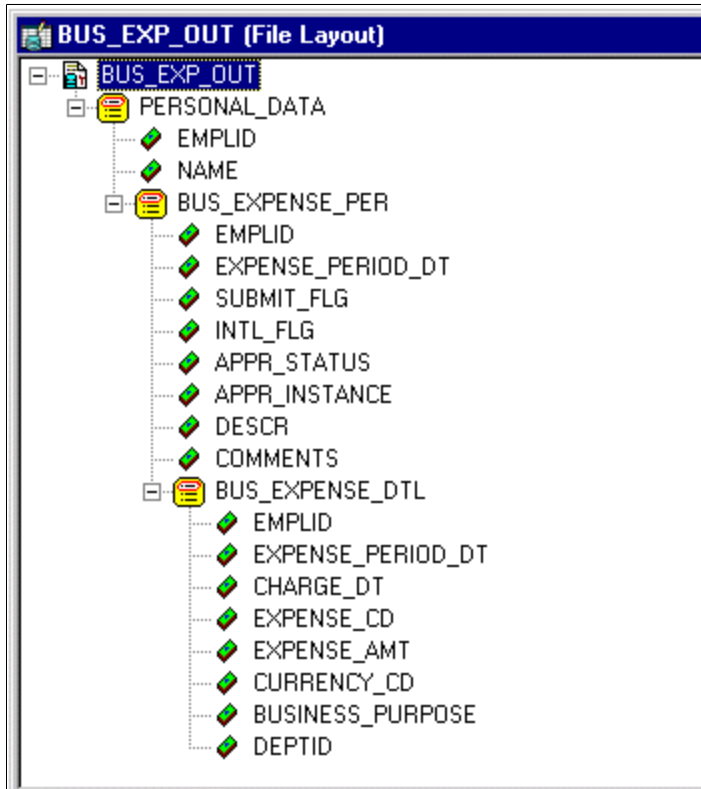 BUS_EXP_OUT (File Layout)
BUS_EXP_OUT
PERSONAL_DATA
EMPLID
NAME
BUS_EXPENSE_PER
EMPLID
EXPENSE_PERIOD_DT
SUBMIT_FLG
INTL_FLG
APPR_STATUS
APPR_INSTANCE
DESCR
COMMENTS
BUS_EXPENSE_DTL
EMPLID
EXPENSE_PERIOD_DT
CHARGE_DT
EXPENSE_CD
EXPENSE_AMT
CURRENCY_CD
BUSINESS_PURPOSE
DEPTID